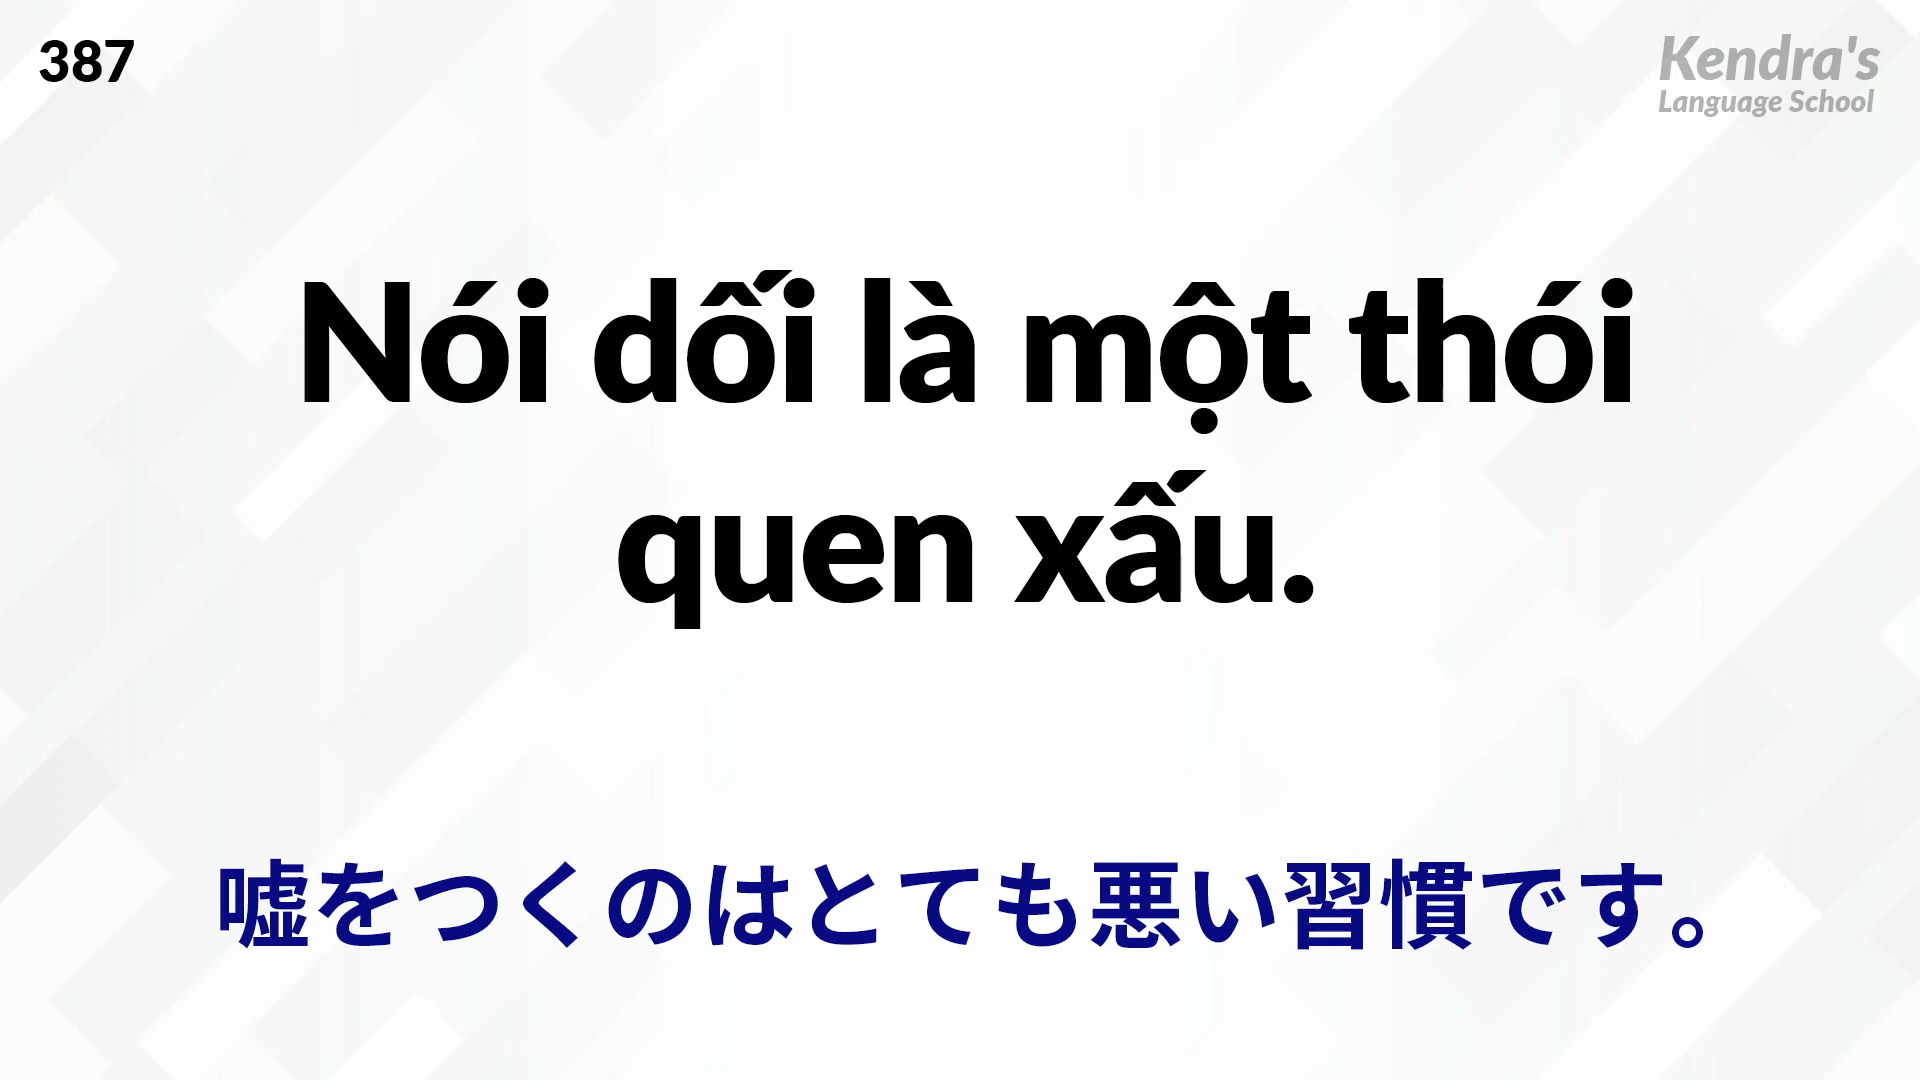 387
Kendra's
Language School
Nói dối là một thói
quen xấu.
嘘をつくのはとても悪い習慣です。